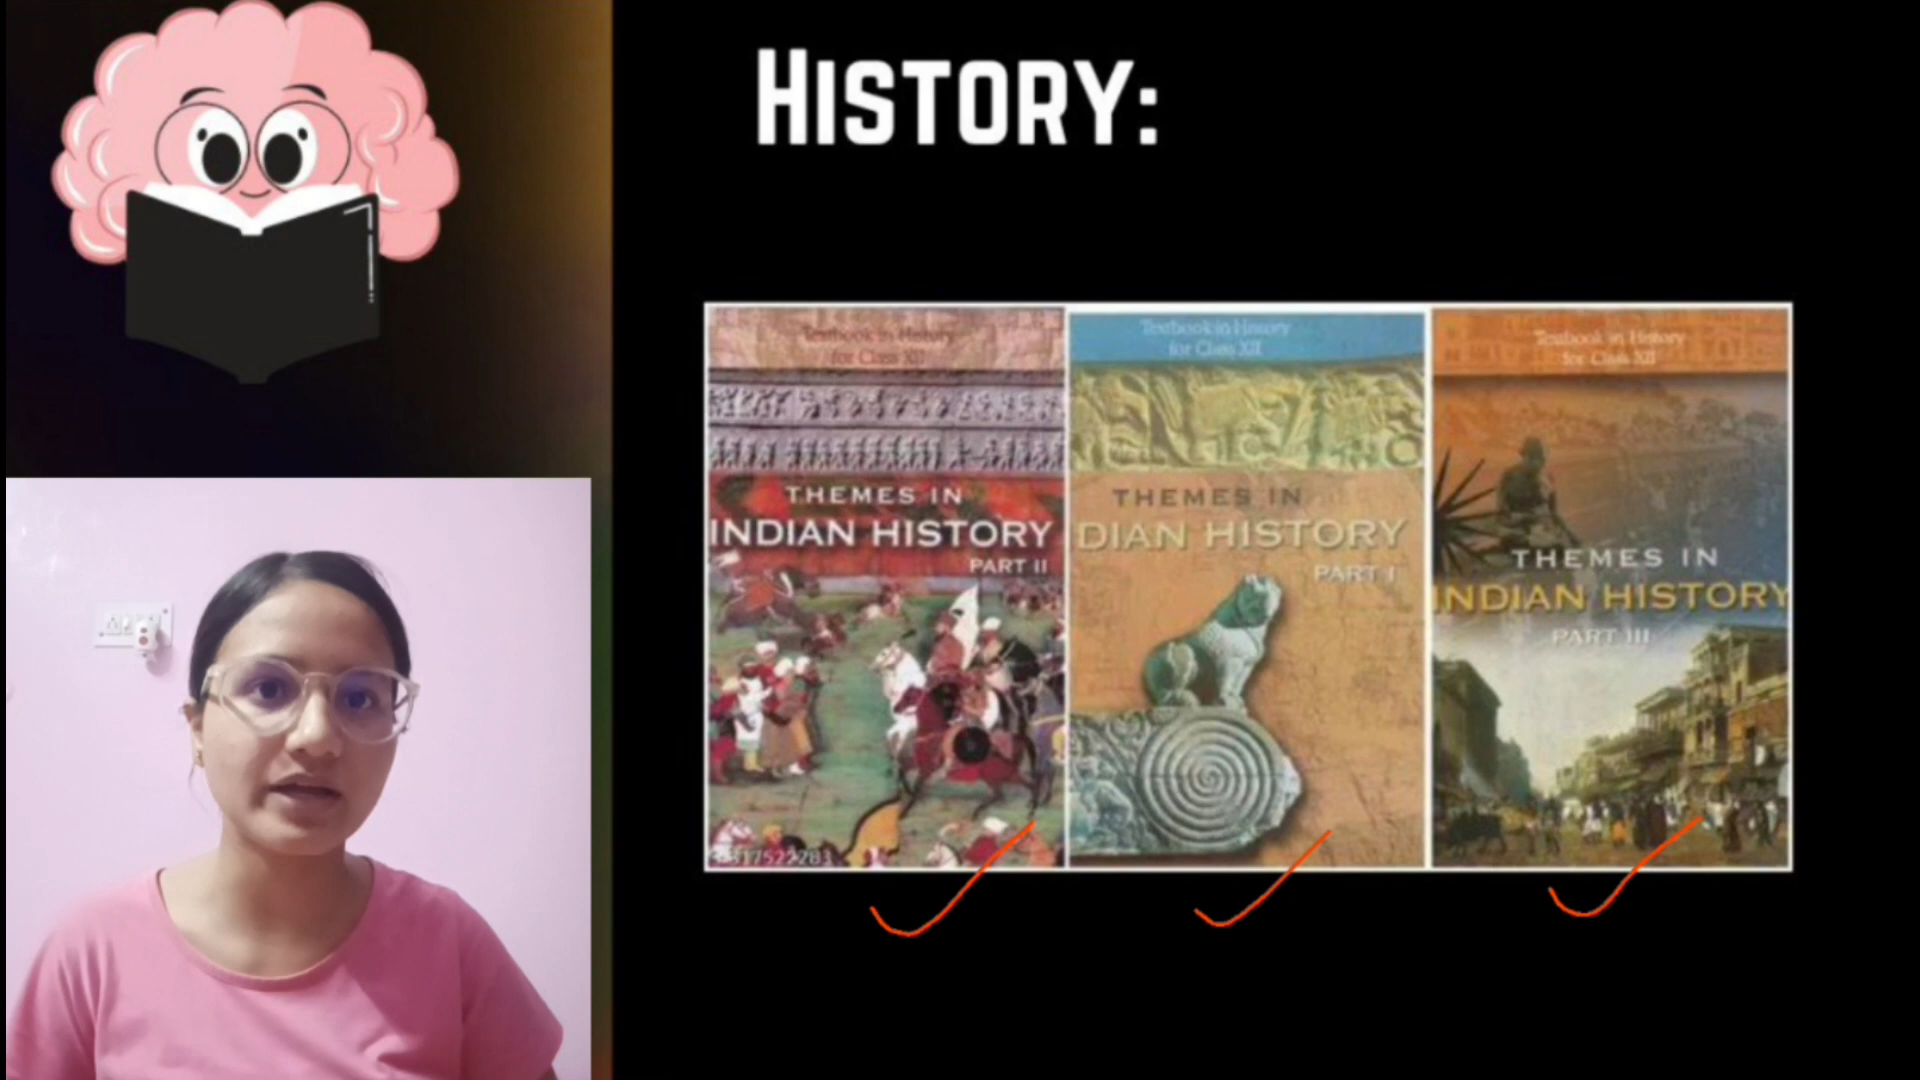 HISTORY:
Textbook in History
for Class XII
THEMES IN
INDIAN HISTORY
PART II
Textbook in History
for Class XII
THEMES IN
DIAN HISTORY
PART I
Textbook in History
for Class XII
THEMES IN
INDIAN HISTORY
PART III